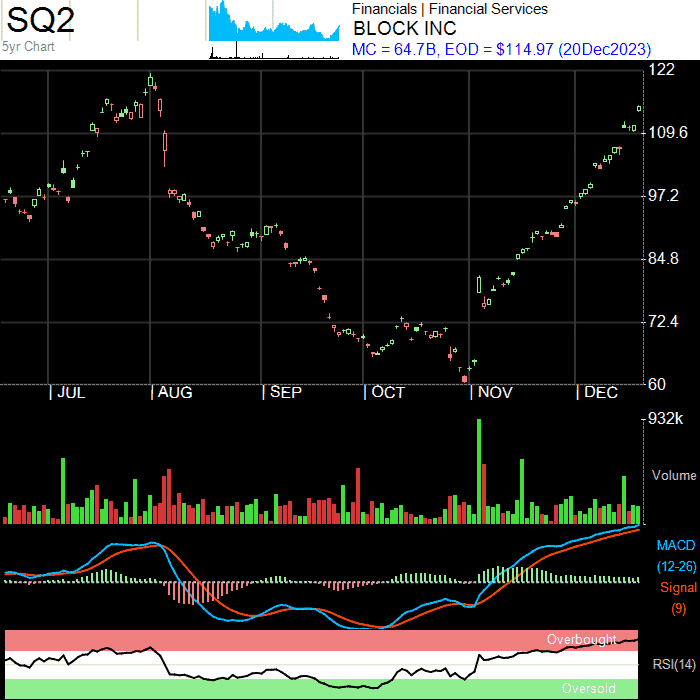 SQ2
5yr Chart
Financials | Financial Services
BLOCK INC
MC = 64.7B, EOD = $114.97 (20Dec2023)
122
109.6
97.2
84.8
72.4
60
| JUL | AUG | SEP | OCT | NOV | DEC
932k
Volume
MACD
(12-26)
Signal
(9)
Overbought
RSI(14)
Oversold